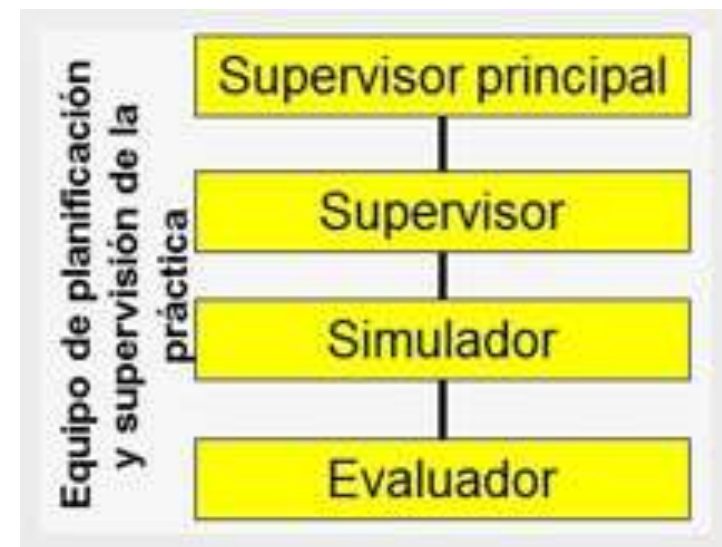 Equipo de planificación
y supervisión de la
práctica
Supervisor principal
Supervisor
Simulador
Evaluador